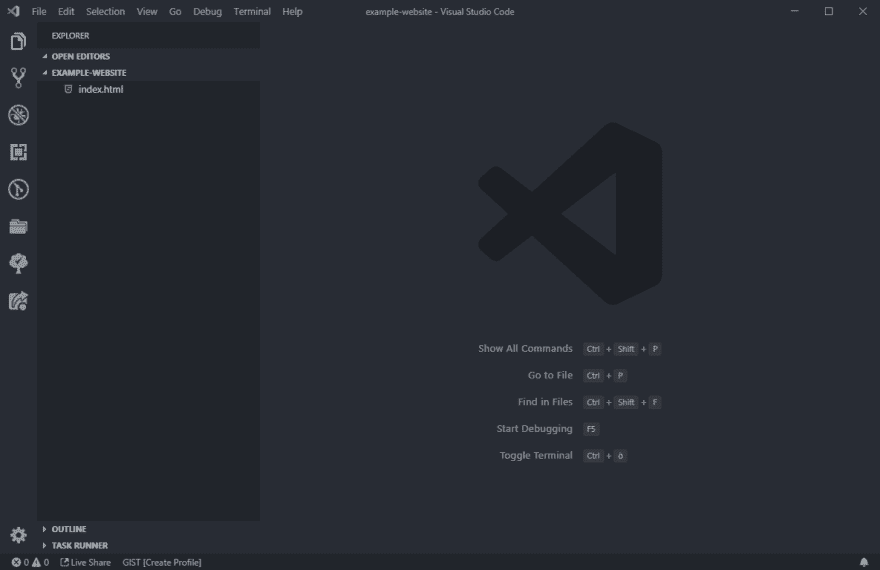 File Edit Selection View Go Debug Terminal Help example-website - Visual Studio Code
EXPLORER
OPEN EDITORS
EXAMPLE-WEBSITE
index.html
Show All Commands Ctrl + Shift + P
Go to File Ctrl + P
Find in Files Ctrl + Shift + F
Start Debugging F5
Toggle Terminal Ctrl + ò
OUTLINE
TASK RUNNER
0 0 Live Share GIST [Create Profile]